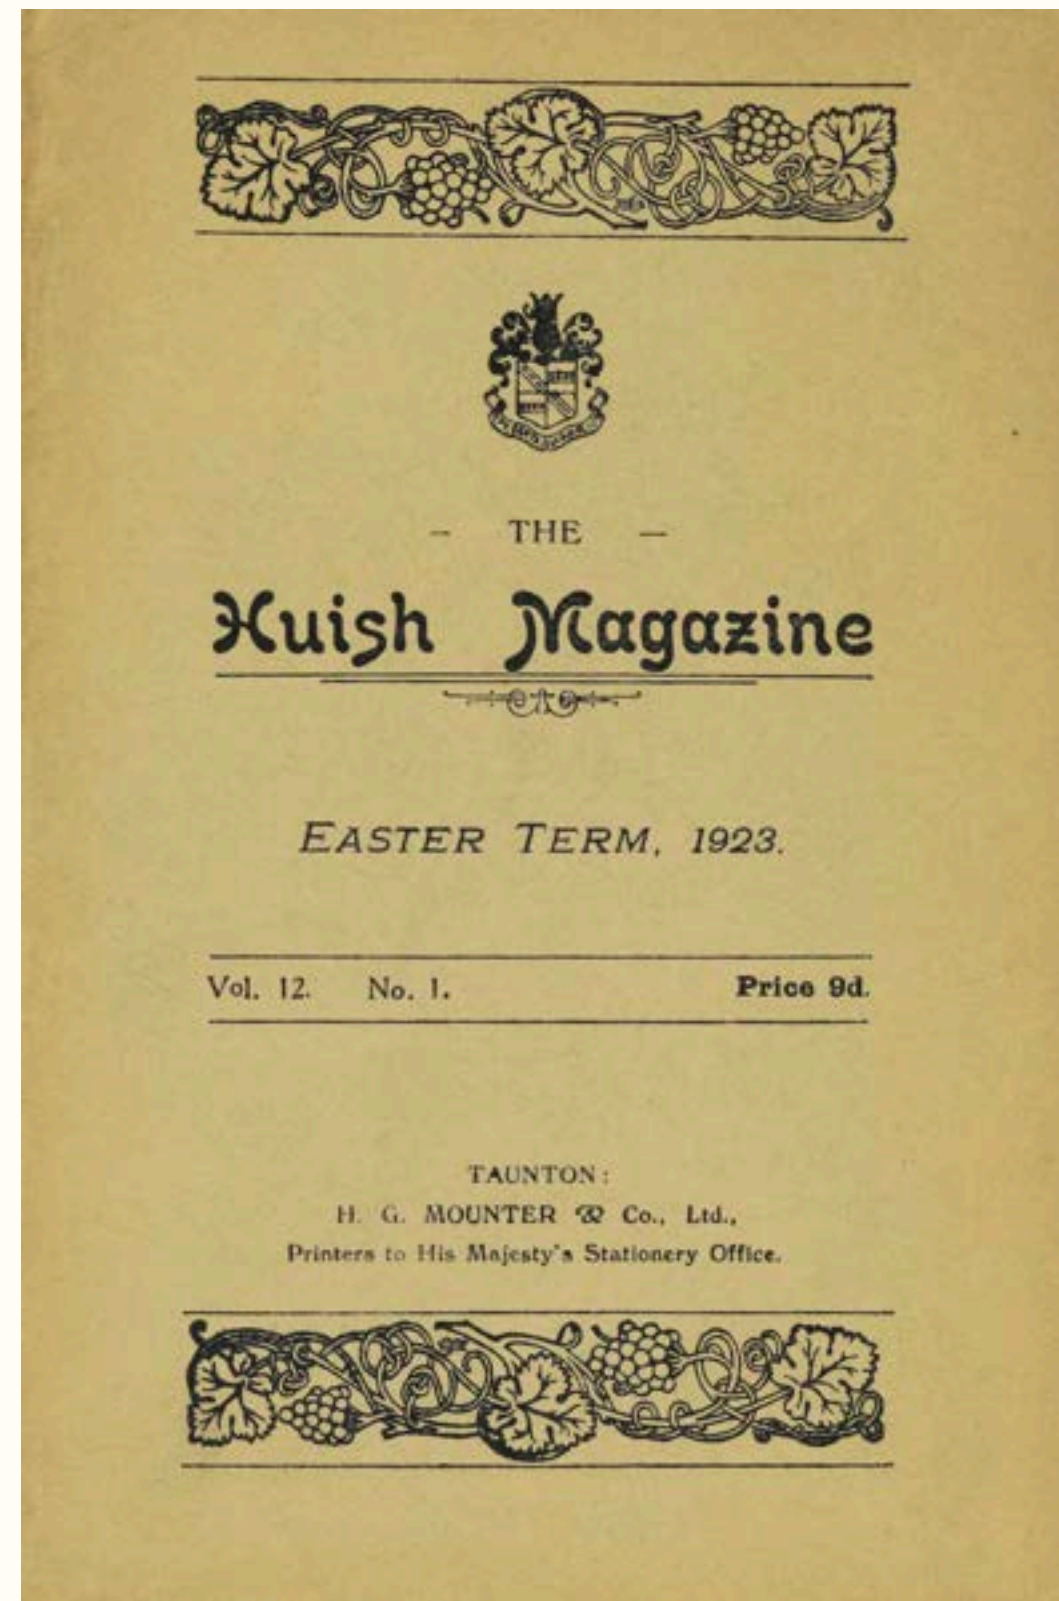 - THE -
Huish Magazine
EASTER TERM, 1923.
Vol. 12. No. 1. Price 9d.
TAUNTON:
H. G. MOUNTER & Co., Ltd.,
Printers to His Majesty's Stationery Office.